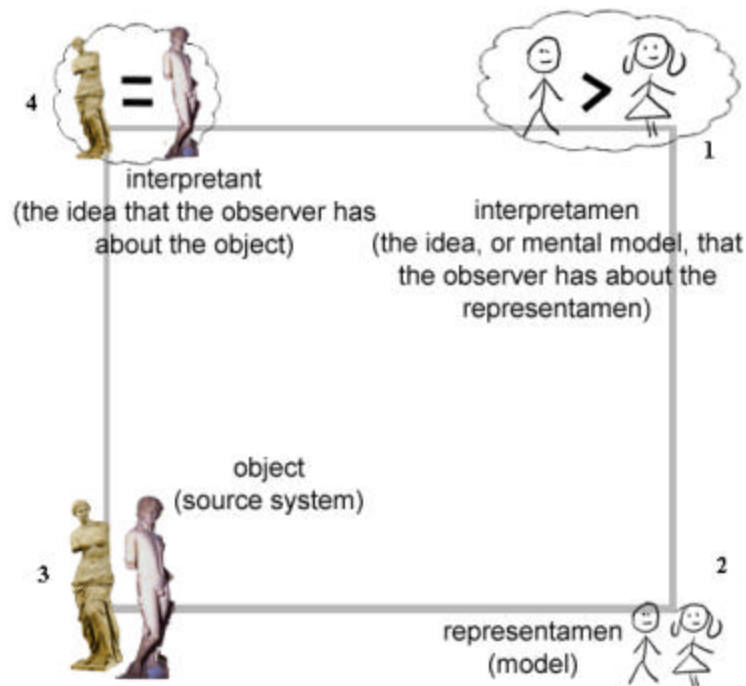 =
>
4
1
interpretant
(the idea that the observer has
about the object)
interpretamen
(the idea, or mental model, that
the observer has about the
representamen)
object
(source system)
3
2
representamen
(model)